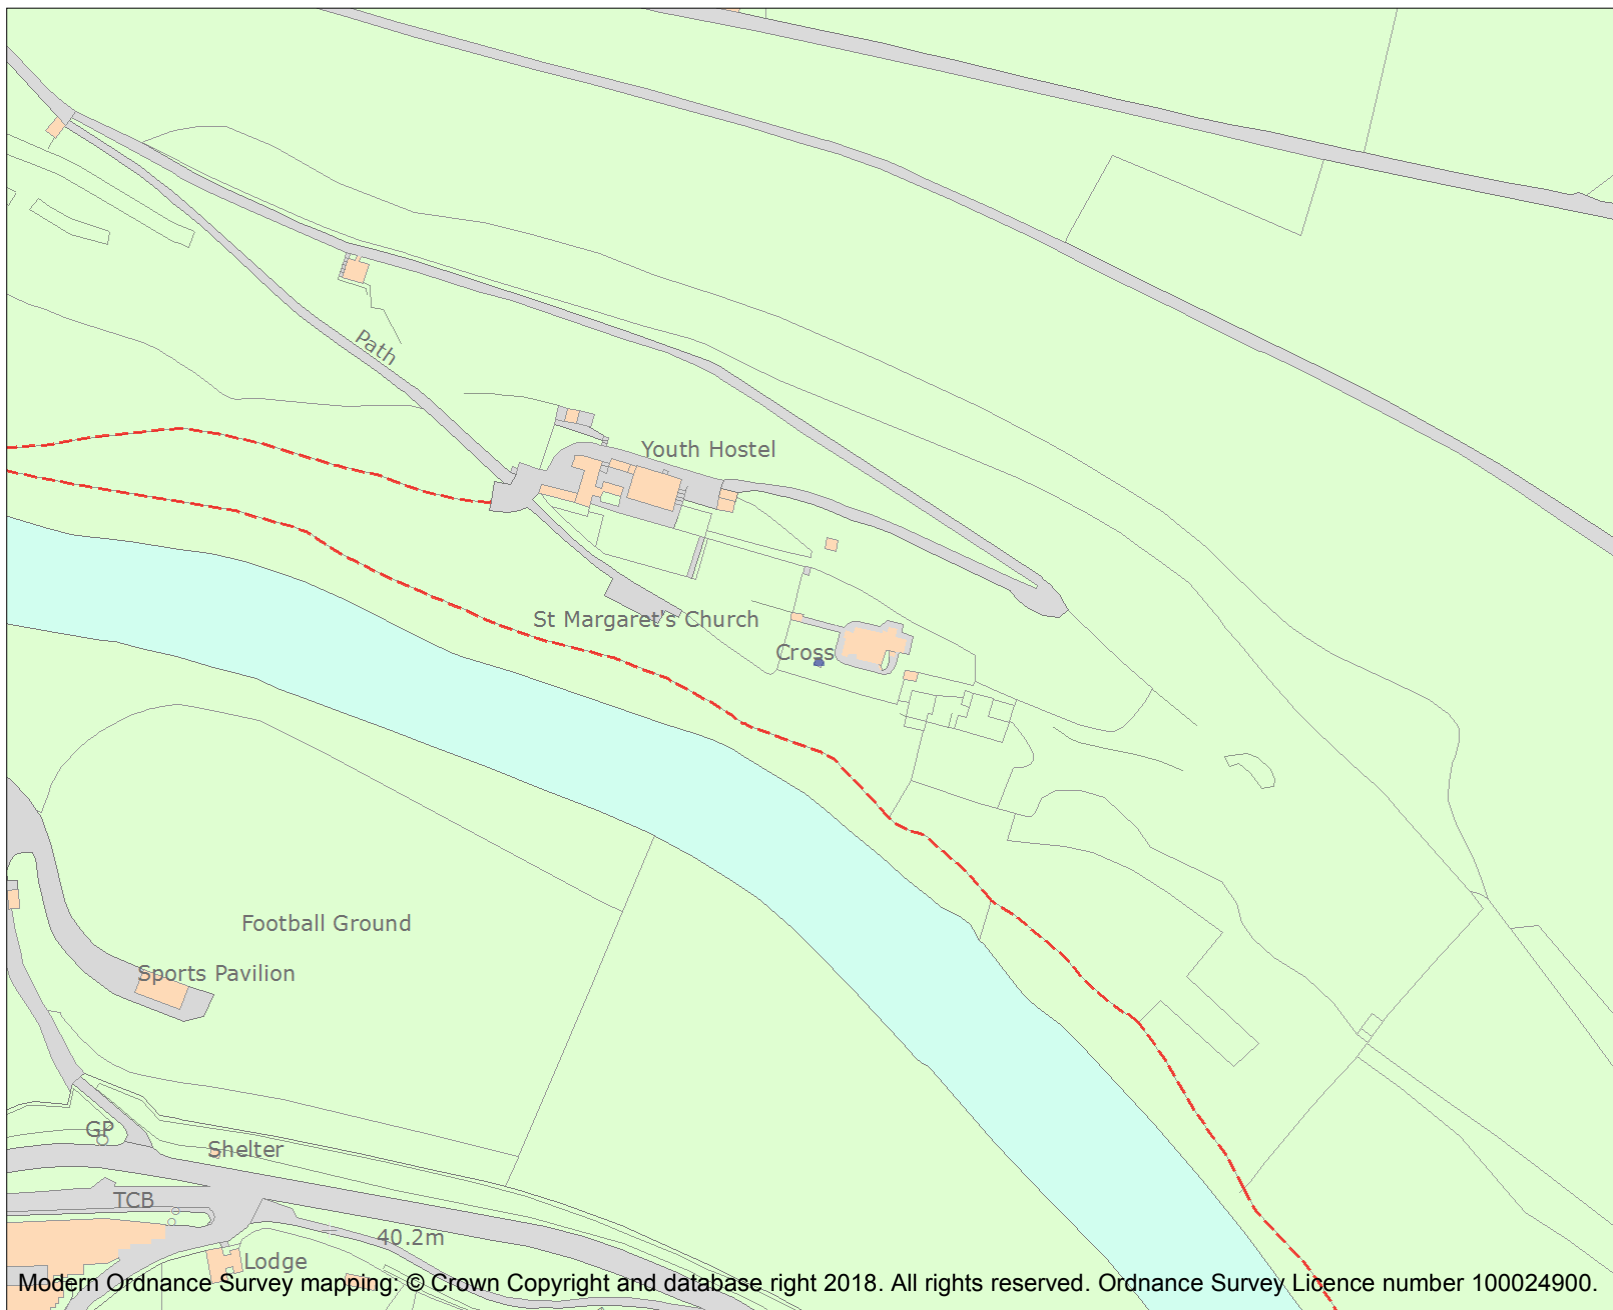 Path
Youth Hostel
St Margaret's Church
Cross
Football Ground
Sports Pavilion
GP
Shelter
TCB
40.2m
Lodge
Modern Ordnance Survey mapping: © Crown Copyright and database right 2018. All rights reserved. Ordnance Survey Licence number 100024900.